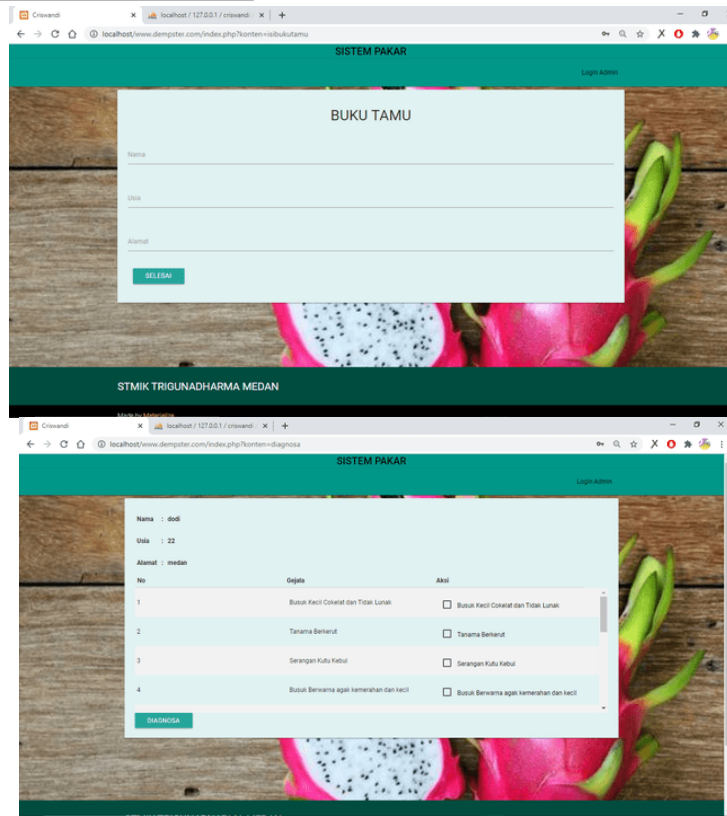 Criswandi
localhost / 127.0.0.1 / criswandi
localhost/www.dempster.com/index.php?konten=isibukutamu
SISTEM PAKAR
Login Admin
BUKU TAMU
Nama
Usia
Alamat
SELESAI
STMIK TRIGUNADHARMA MEDAN
Made by Materialize
Criswandi
localhost / 127.0.0.1 / criswandi
localhost/www.dempster.com/index.php?konten=diagnosa
SISTEM PAKAR
Login Admin
Nama : dodi
Usia : 22
Alamat : medan
No Gejala Aksi
1 Busuk Kecil Cokelat dan Tidak Lunak Busuk Kecil Cokelat dan Tidak Lunak
2 Tanama Berkerut Tanama Berkerut
3 Serangan Kutu Kebul Serangan Kutu Kebul
4 Busuk Berwarna agak kemerahan dan kecil Busuk Berwarna agak kemerahan dan kecil
DIAGNOSA